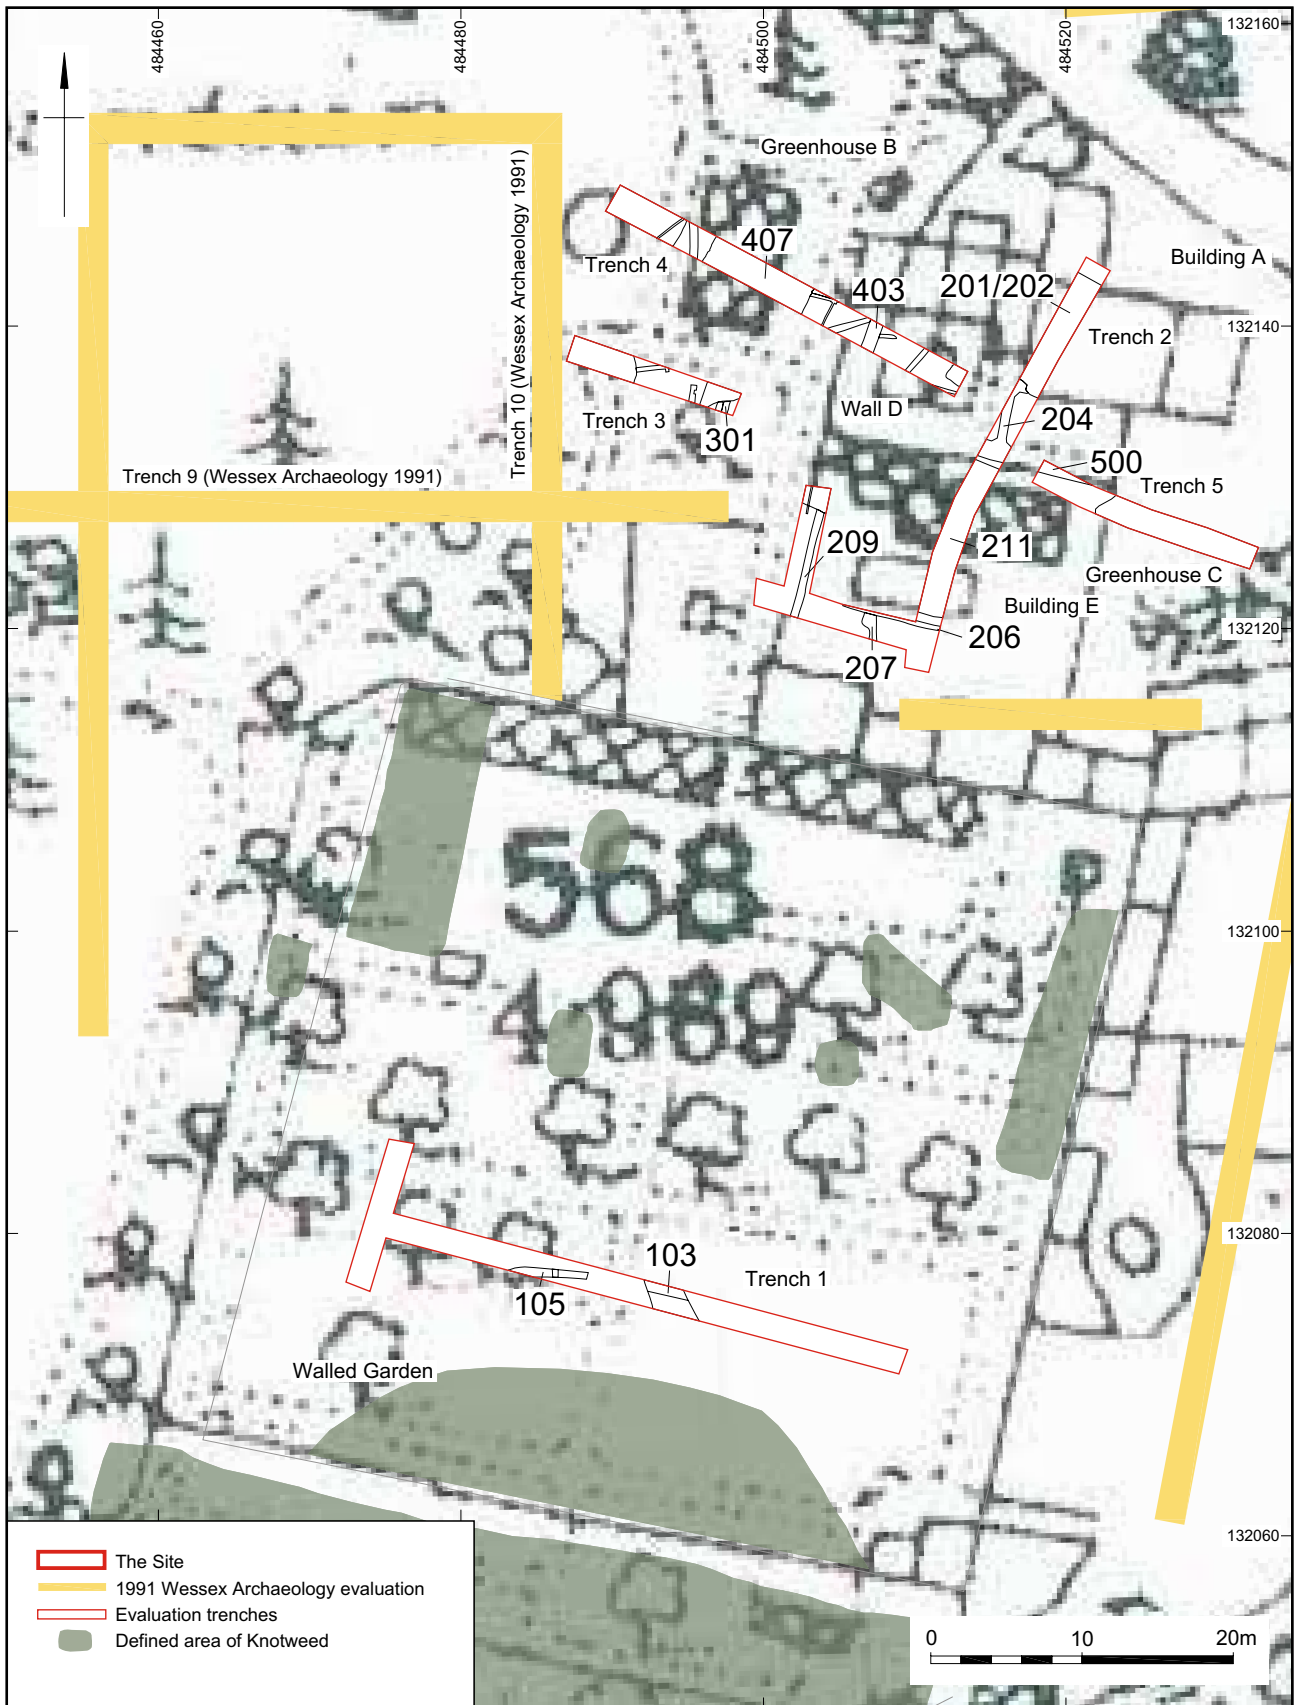 484460
484480
484500
484520
132160
Greenhouse B
Trench 10 (Wessex Archaeology 1991)
407
Building A
Trench 4
403
201/202
132140
Trench 2
Wall D
Trench 3
301
204
Trench 9 (Wessex Archaeology 1991)
500
Trench 5
209
211
Greenhouse C
Building E
206
132120
207
568
132100
4989
132080
103
Trench 1
105
Walled Garden
132060
The Site
1991 Wessex Archaeology evaluation
Evaluation trenches
Defined area of Knotweed
0 10 20m